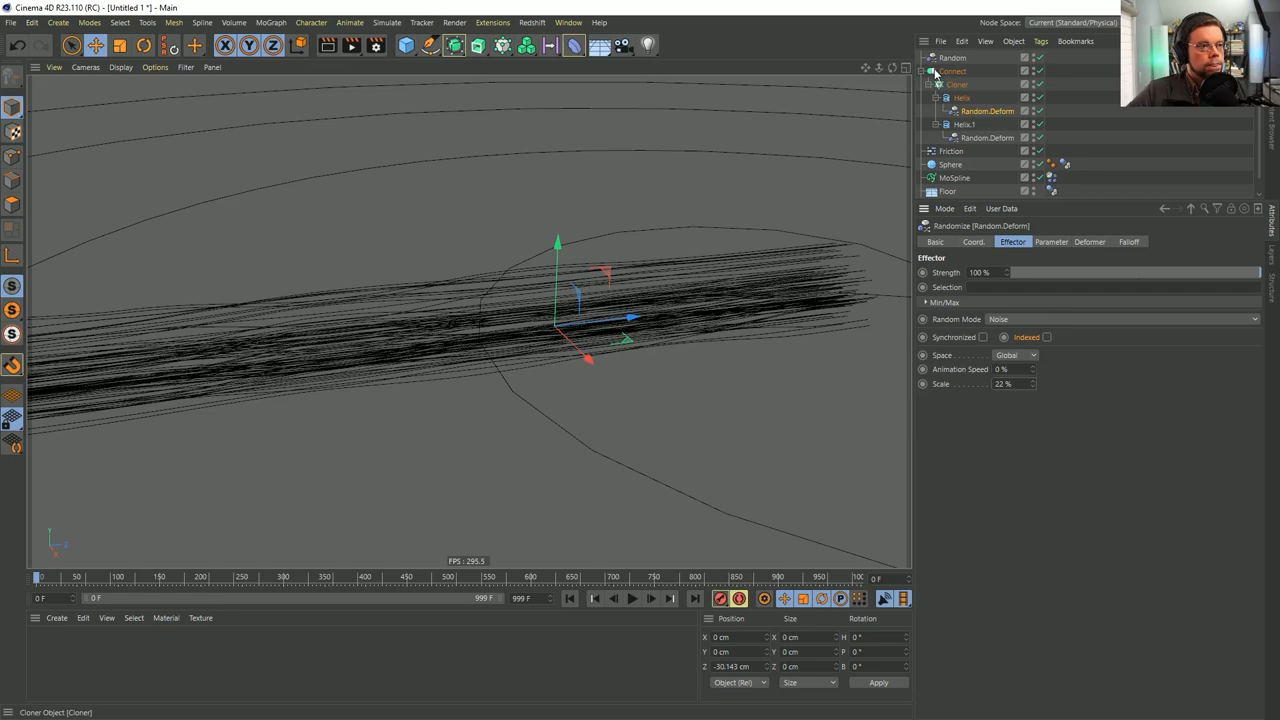 Cinema 4D R23.110 (RC) - [Untitled 1 *] - Main
File Edit Create Modes Select Tools Mesh Spline Volume MoGraph Character Animate Simulate Tracker Render Extensions Redshift Window Help
Node Space: Current (Standard/Physical)
X Y Z
PSR
0
File Edit View Object Tags Bookmarks
View Cameras Display Options Filter Panel
Random
Connect
Cloner
Helix
Random.Deform
Helix.1
Random.Deform
Friction
Sphere
MoSpline
Floor
Mode Edit User Data
Randomize [Random.Deform]
Basic Coord. Effector Parameter Deformer Falloff
Effector
Strength 100 %
Selection
Min/Max
Random Mode Noise
Synchronized Indexed
Space Global
Animation Speed 0 %
Scale 22 %
Attributes
Layers
Structure
S
S
S
Y
Z
X
FPS : 295.5
0 50 100 150 200 250 300 350 400 450 500 550 600 650 700 750 800 850 900 950 100 0 F
0 F 0 F 999 F 999 F
P
Create Edit View Select Material Texture
Position Size Rotation
X 0 cm X 0 cm H 0 °
Y 0 cm Y 0 cm P 0 °
Z -30.143 cm Z 0 cm B 0 °
Object (Rel) Size Apply
Cloner Object [Cloner]